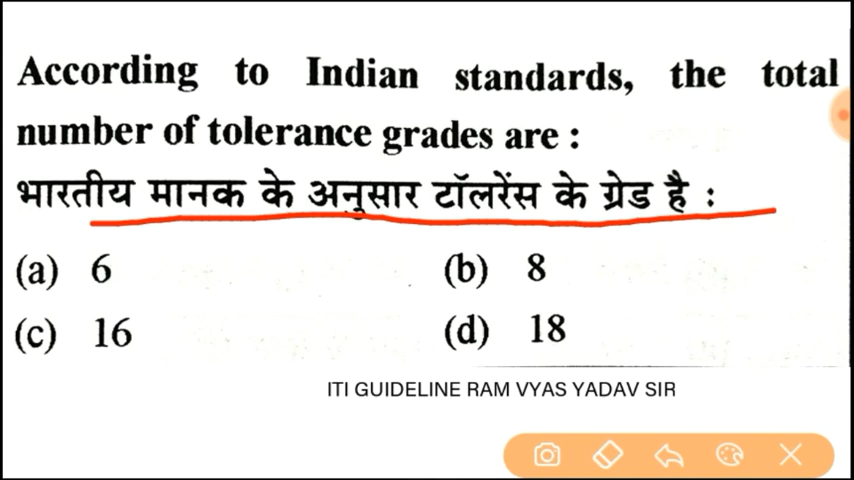 According to Indian standards, the total
number of tolerance grades are :
भारतीय मानक के अनुसार टॉलरेंस के ग्रेड है :
(a) 6 (b) 8
(c) 16 (d) 18
ITI GUIDELINE RAM VYAS YADAV SIR